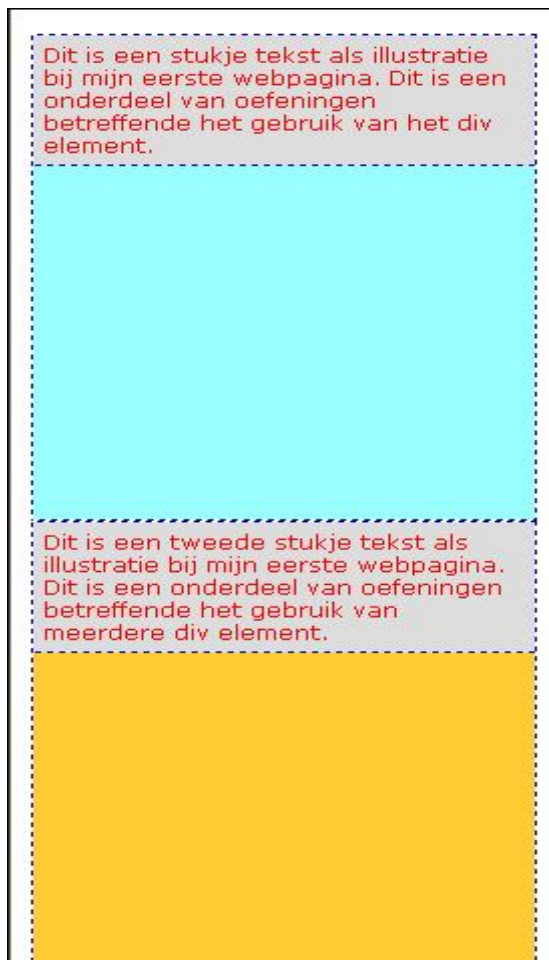 Dit is een stukje tekst als illustratie
bij mijn eerste webpagina. Dit is een
onderdeel van oefeningen
betreffende het gebruik van het div
element.
Dit is een tweede stukje tekst als
illustratie bij mijn eerste webpagina.
Dit is een onderdeel van oefeningen
betreffende het gebruik van
meerdere div element.